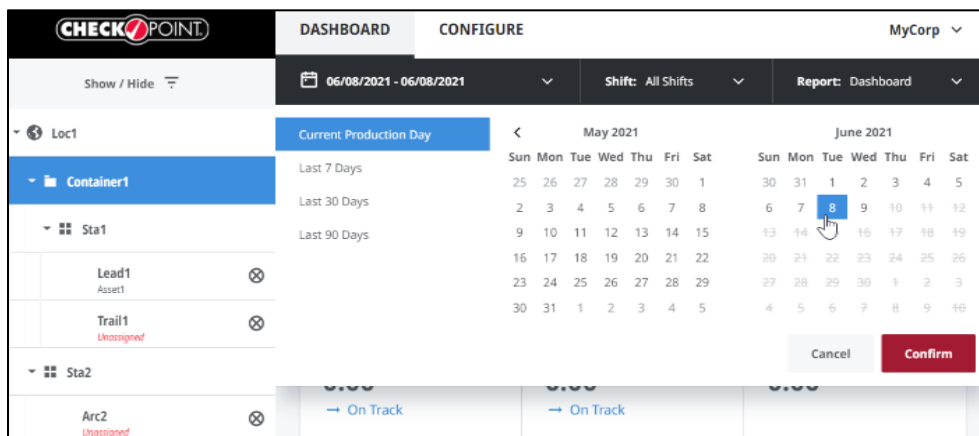 CHECK POINT.
DASHBOARD CONFIGURE MyCorp
Show / Hide
06/08/2021 - 06/08/2021 Shift: All Shifts Report: Dashboard
Loc1
Container1
Sta1
Lead1
Asset1
Trail1
Unassigned
Sta2
Arc2
Unassigned
Current Production Day
Last 7 Days
Last 30 Days
Last 90 Days
May 2021
Sun Mon Tue Wed Thu Fri Sat
25 26 27 28 29 30 1
2 3 4 5 6 7 8
9 10 11 12 13 14 15
16 17 18 19 20 21 22
23 24 25 26 27 28 29
30 31 1 2 3 4 5
June 2021
Sun Mon Tue Wed Thu Fri Sat
30 31 1 2 3 4 5
6 7 8 9 10 11 12
13 14 16 17 18 19
20 21 22 23 24 25 26
27 28 29 30 1 2 3
4 5 6 7 8 9 10
Cancel Confirm
→ On Track → On Track